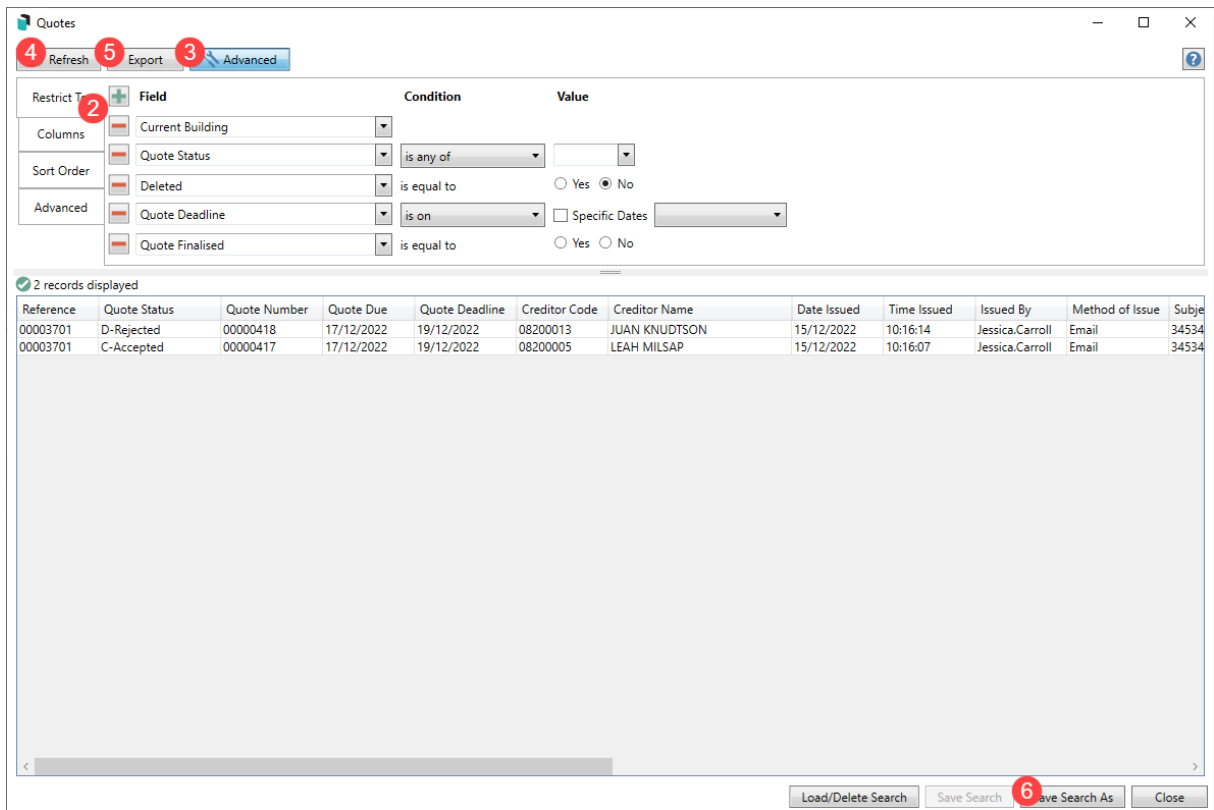 Quotes
4 Refresh 5 Export 3 Advanced
Restrict To 2 Field Condition Value
Current Building
Columns
Quote Status is any of
Sort Order
Deleted is equal to Yes No
Advanced
Quote Deadline is on Specific Dates
Quote Finalised is equal to Yes No
2 records displayed
Reference Quote Status Quote Number Quote Due Quote Deadline Creditor Code Creditor Name Date Issued Time Issued Issued By Method of Issue Subje
00003701 D-Rejected 00000418 17/12/2022 19/12/2022 08200013 JUAN KNUDTSON 15/12/2022 10:16:14 Jessica.Carroll Email 34534
00003701 C-Accepted 00000417 17/12/2022 19/12/2022 08200005 LEAH MILSAP 15/12/2022 10:16:07 Jessica.Carroll Email 34534
Load/Delete Search Save Search 6 ave Search As Close